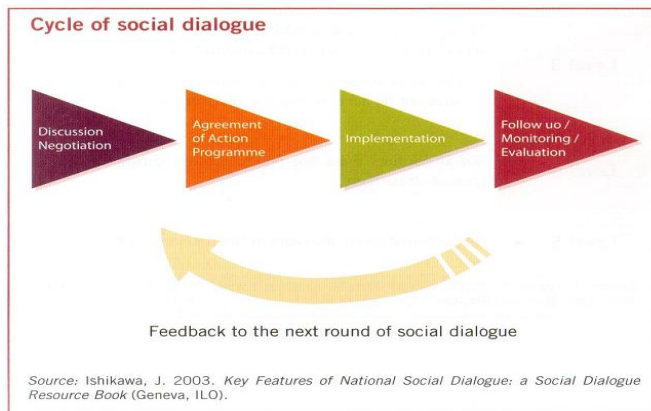 Cycle of social dialogue
Discussion
Negotiation
Agreement
of Action
Programme
Implementation
Follow uo /
Monitoring /
Evaluation
Feedback to the next round of social dialogue
Source: Ishikawa, J. 2003. Key Features of National Social Dialogue: a Social Dialogue
Resource Book (Geneva, ILO).